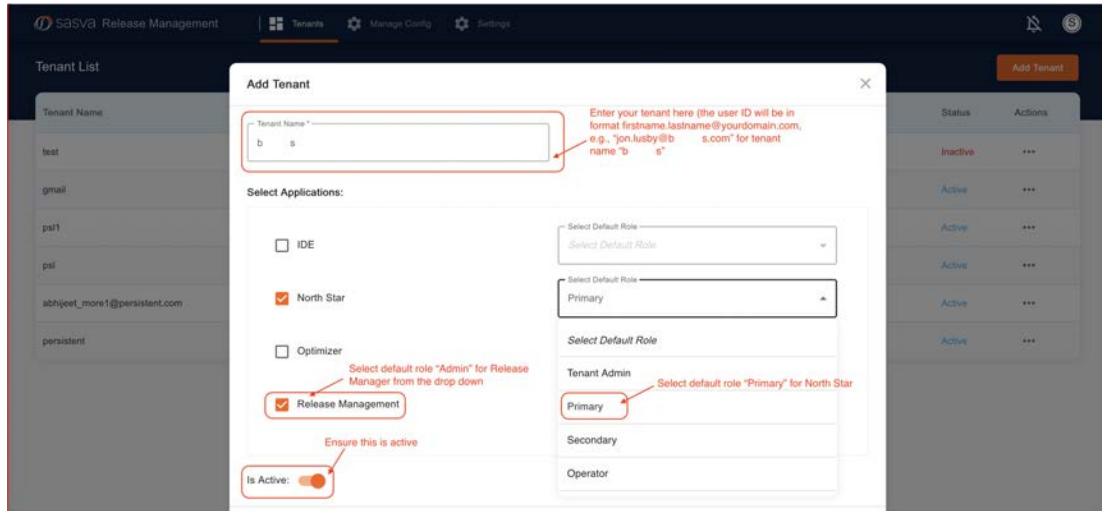 sasva Release Management
Tenants
Manage Config
Settings
S
Tenant List
Add Tenant
Tenant Name
Status
Actions
test
Inactive
gmail
Active
psl1
Active
psl
Active
abhijeet_more1@persistent.com
Active
persistent
Active
Add Tenant
Tenant Name *
b s
Enter your tenant here (the user ID will be in
format firstname.lastname@yourdomain.com,
e.g., "jon.lusby@b s.com" for tenant
name "b s"
Select Applications:
IDE
Select Default Role
Select Default Role
North Star
Select Default Role
Primary
Select Default Role
Optimizer
Tenant Admin
Select default role "Admin" for Release
Manager from the drop down
Select default role "Primary" for North Star
Release Management
Primary
Ensure this is active
Secondary
Is Active:
Operator